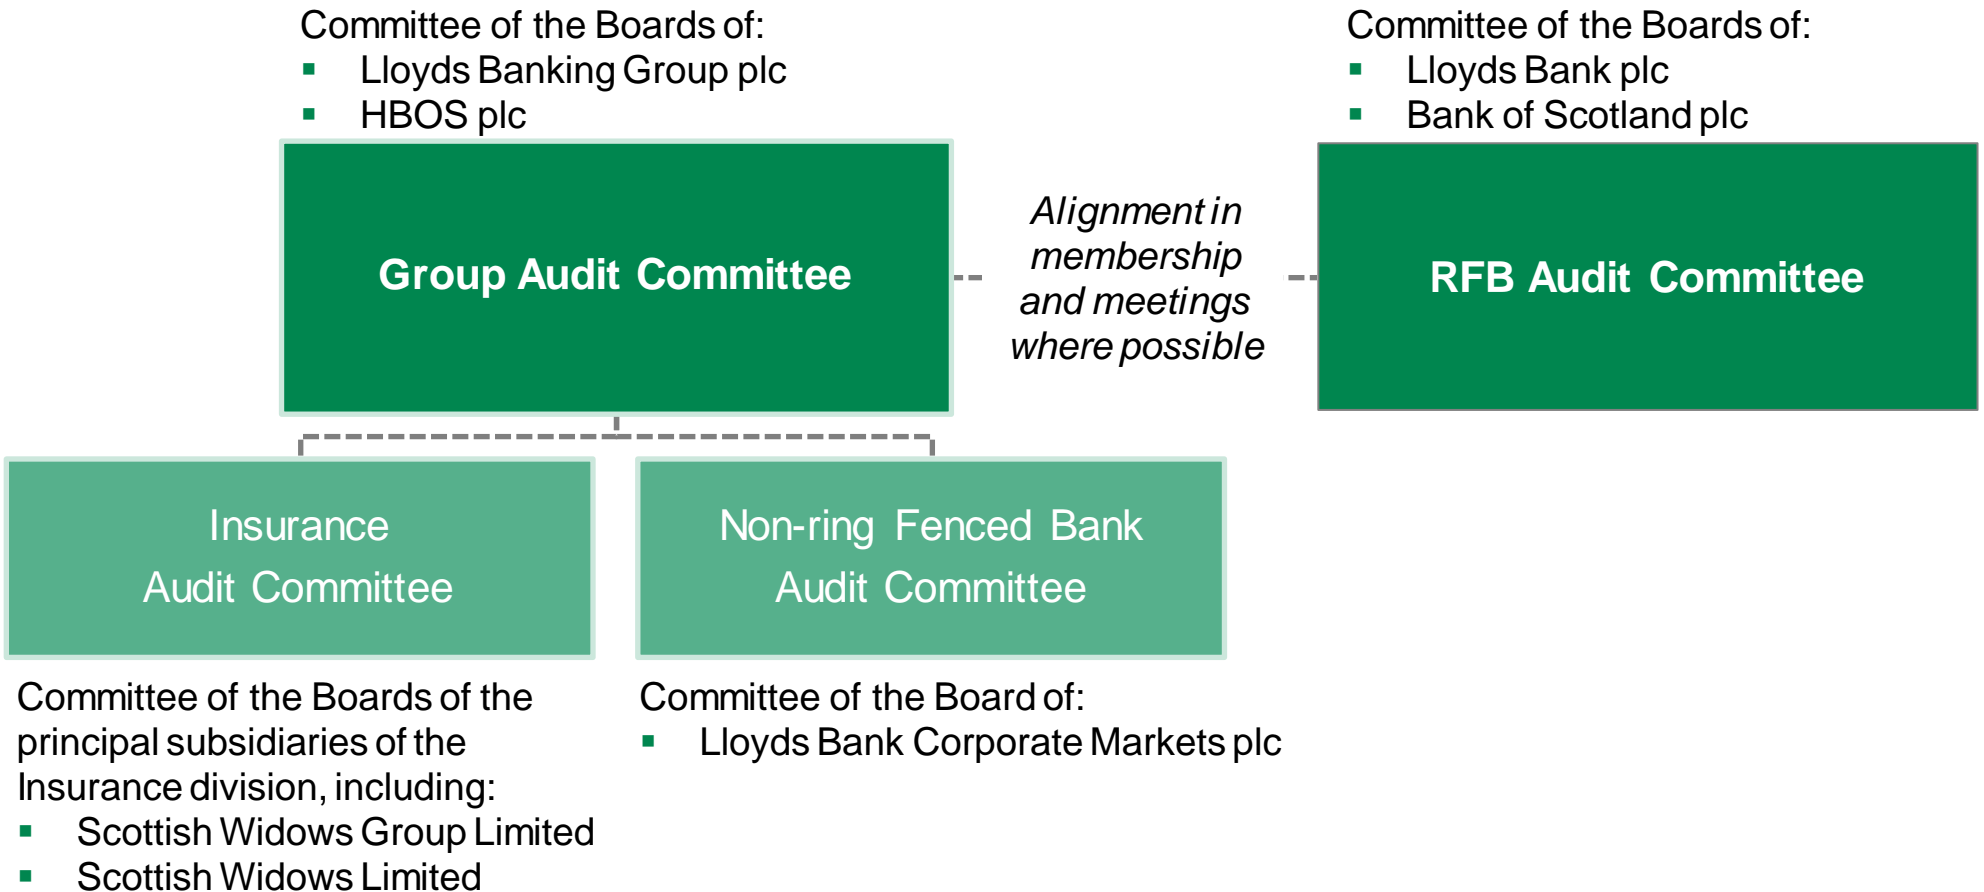 Committee of the Boards of:
▪ Lloyds Banking Group plc
▪ HBOS plc
Group Audit Committee
Alignment in
membership
and meetings
where possible
Committee of the Boards of:
▪ Lloyds Bank plc
▪ Bank of Scotland plc
RFB Audit Committee
Insurance
Audit Committee
Committee of the Boards of the
principal subsidiaries of the
Insurance division, including:
▪ Scottish Widows Group Limited
▪ Scottish Widows Limited
Non-ring Fenced Bank
Audit Committee
Committee of the Board of:
▪ Lloyds Bank Corporate Markets plc